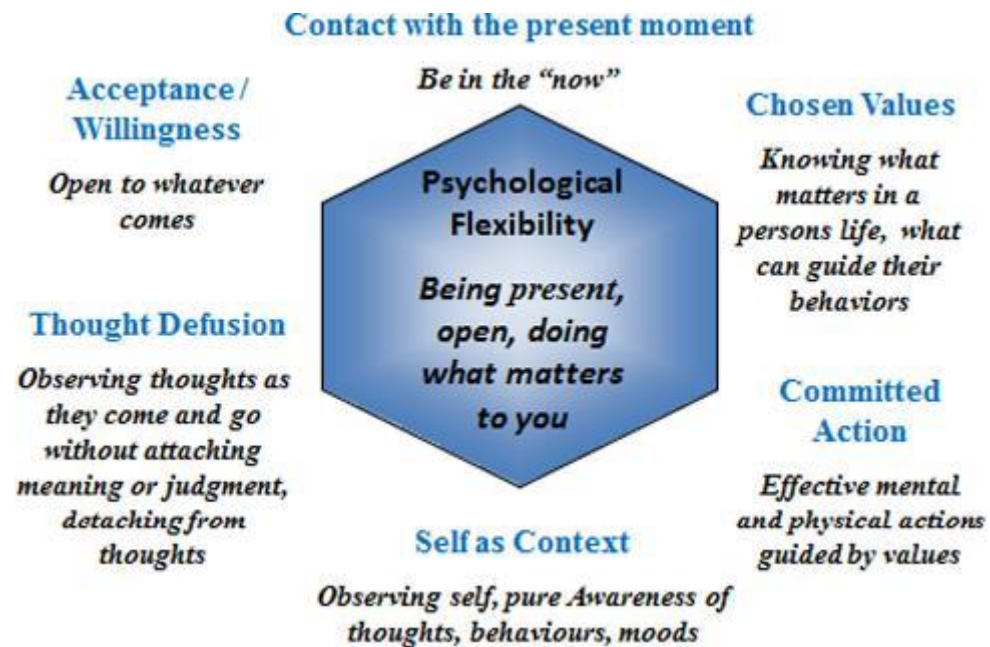 Contact with the present moment
Be in the “now”
Acceptance /
Willingness
Open to whatever
comes
Thought Defusion
Observing thoughts as
they come and go
without attaching
meaning or judgment,
detaching from
thoughts
Psychological
Flexibility
Being present,
open, doing
what matters
to you
Chosen Values
Knowing what
matters in a
persons life, what
can guide their
behaviors
Committed
Action
Effective mental
and physical actions
guided by values
Self as Context
Observing self, pure Awareness of
thoughts, behaviours, moods